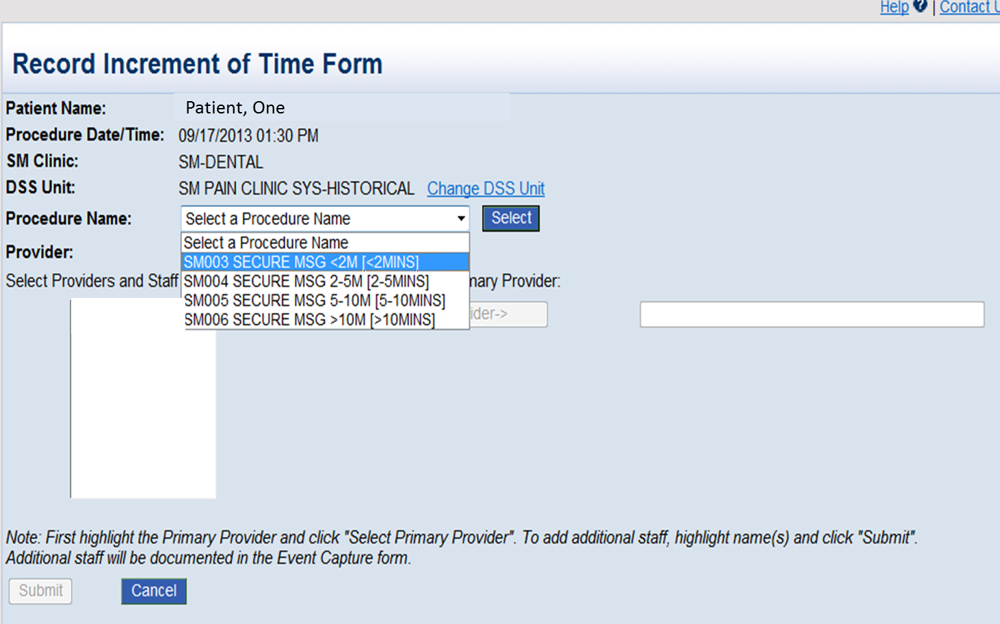 Help ? | Contact U
Record Increment of Time Form
Patient Name: Patient, One
Procedure Date/Time: 09/17/2013 01:30 PM
SM Clinic: SM-DENTAL
DSS Unit: SM PAIN CLINIC SYS-HISTORICAL Change DSS Unit
Procedure Name: Select a Procedure Name Select
Select a Procedure Name
Provider:
SM003 SECURE MSG <2M [<2MINS]
Select Providers and Staff SM004 SECURE MSG 2-5M [2-5MINS] mary Provider:
SM005 SECURE MSG 5-10M [5-10MINS]
ider->
SM006 SECURE MSG >10M [>10MINS]
Note: First highlight the Primary Provider and click "Select Primary Provider". To add additional staff, highlight name(s) and click "Submit".
Additional staff will be documented in the Event Capture form.
Submit Cancel